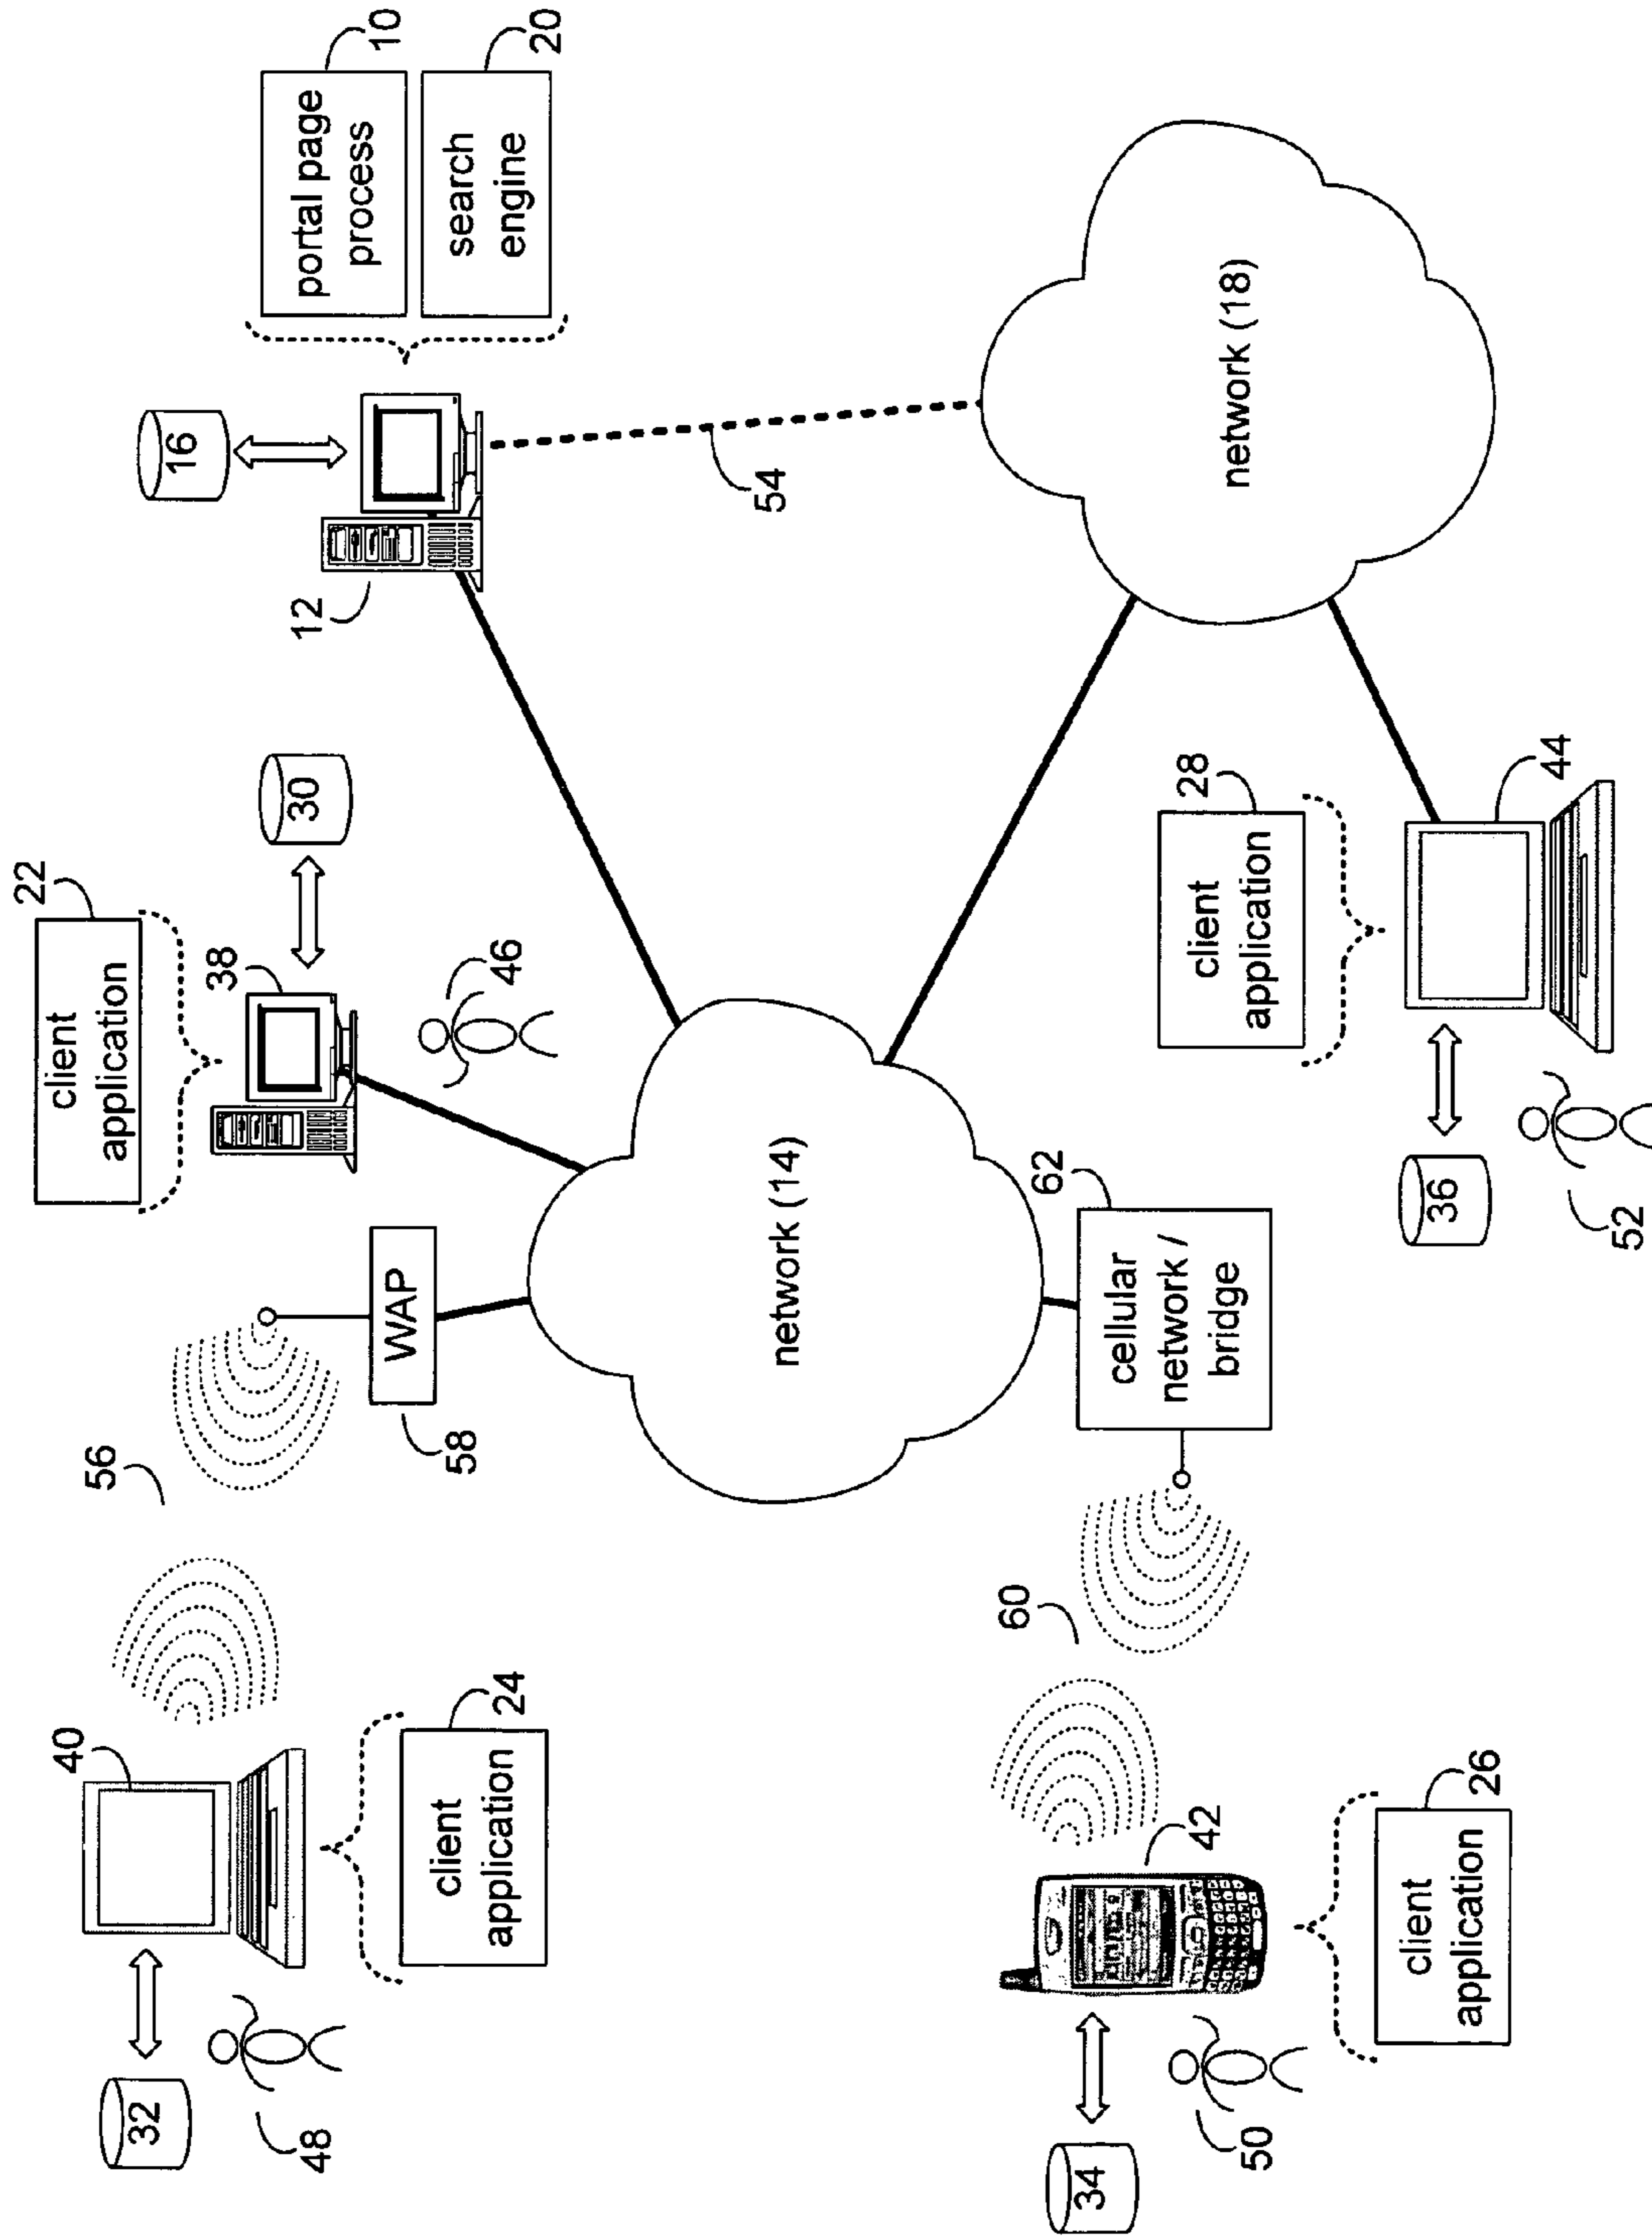 22
client
application
40
56
32
16
38
30
12
portal page
process
10
48
WAP
58
46
24
client
application
search
engine
20
54
network (14)
network (18)
60
62
cellular
network /
bridge
28
client
application
34
42
50
36
44
26
client
application
52